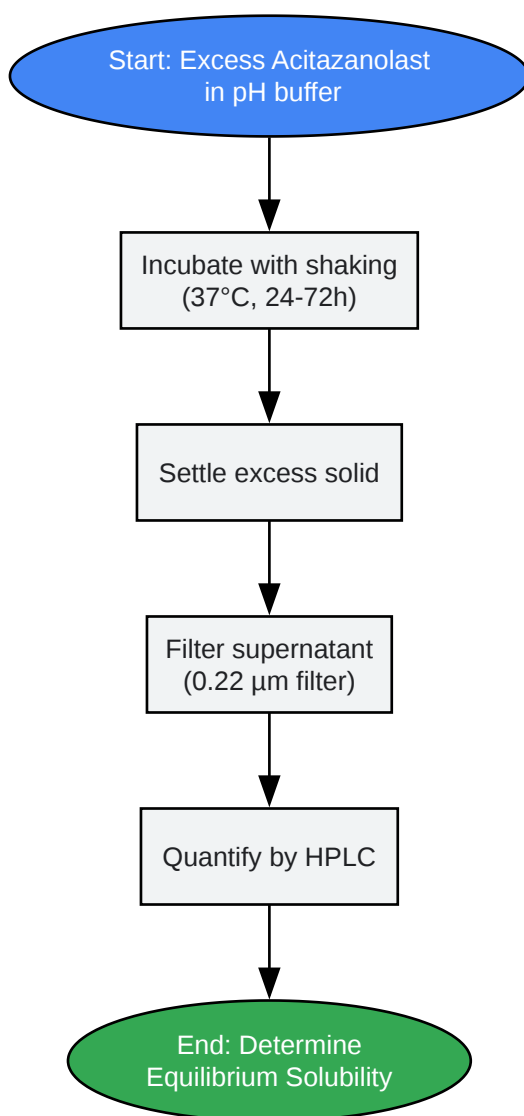 Start: Excess Acitazanolast
in pH buffer
Incubate with shaking
(37°C, 24-72h)
Settle excess solid
Filter supernatant
(0.22 µm filter)
Quantify by HPLC
End: Determine
Equilibrium Solubility